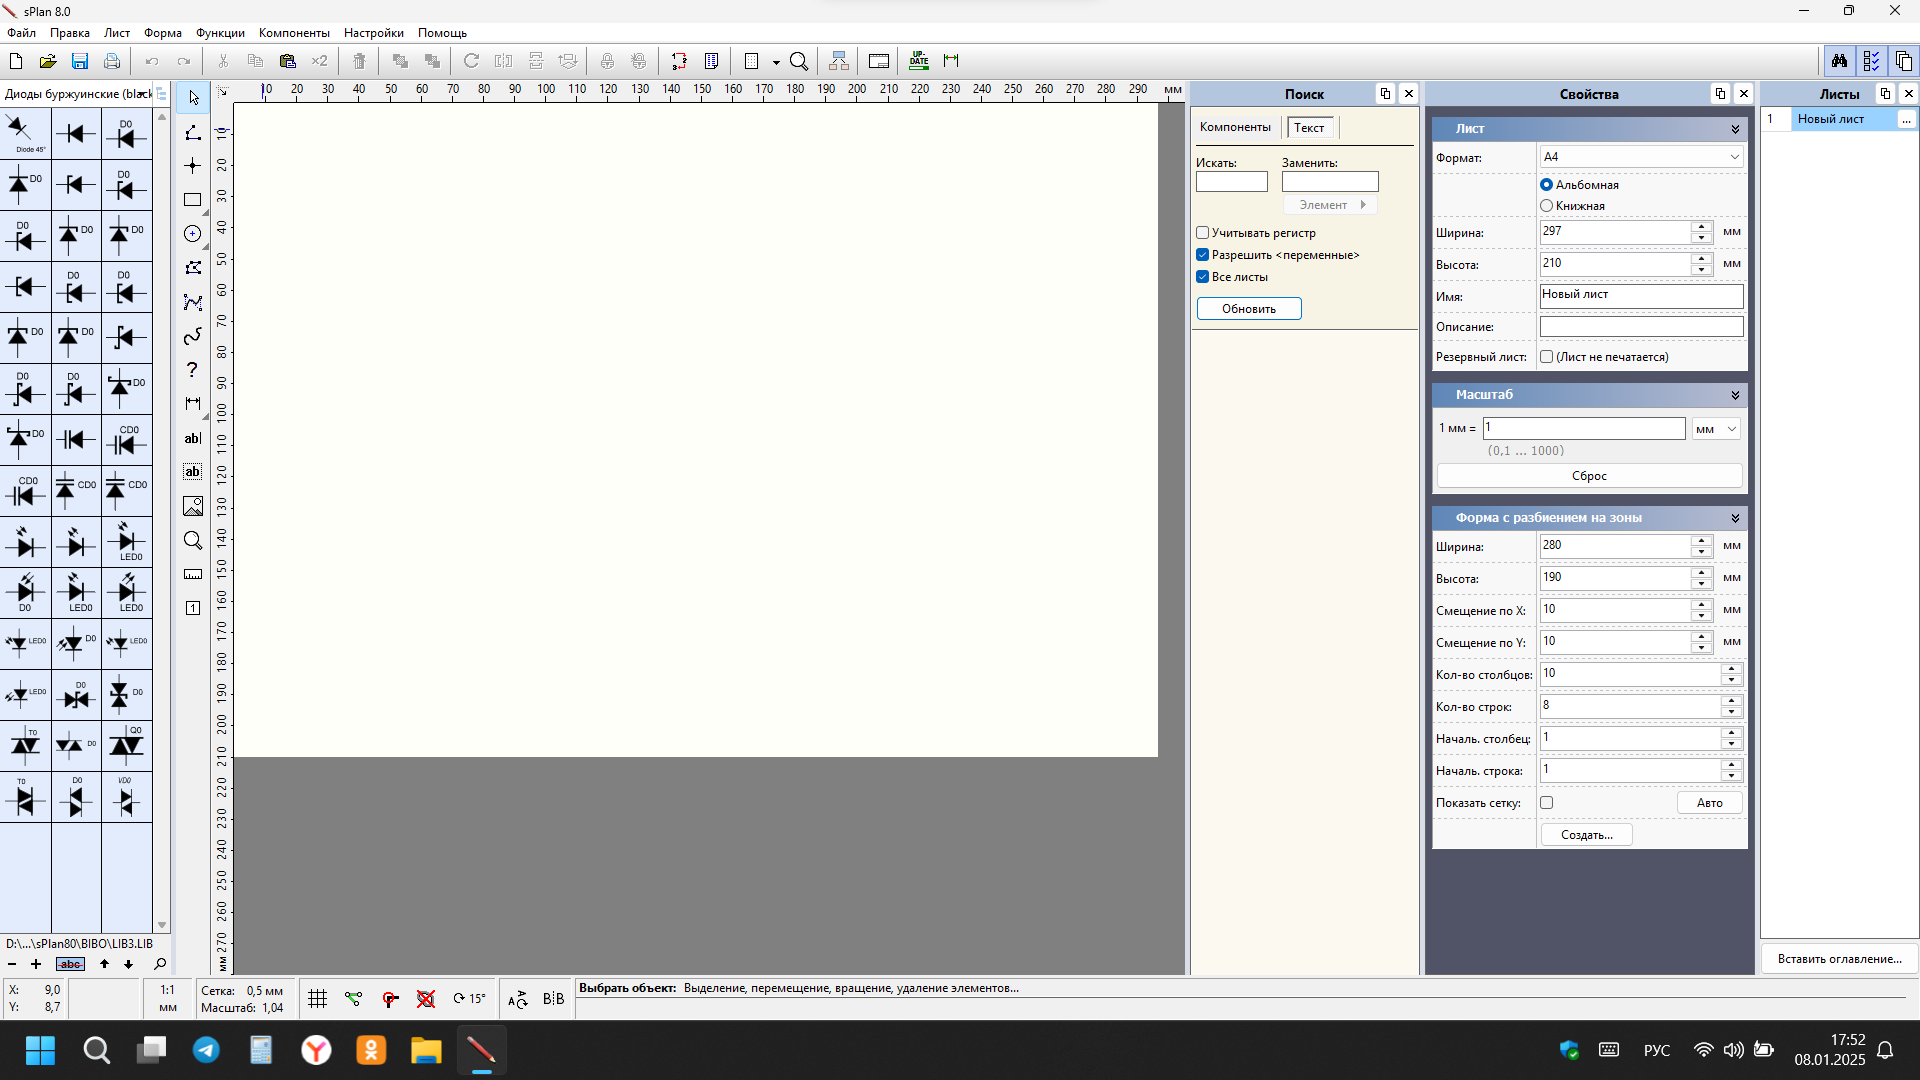 sPlan 8.0
Файл Правка Лист Форма Функции Компоненты Настройки Помощь
×2
UP-DATE
Диоды буржуинские (black
Diode 45°
D0
D0
D0
D0
D0 D0
D0 D0
D0 D0
D0 D0
D0
D0
CD0
CD0 CD0 CD0
LED0
D0 LED0 LED0
LED0 D0 LED0
LED0 D0 D0
T0 D0 Q0
T0 D0 V/D0
D:\...\sPlan80\BIBO\LIB3.LIB
abc
?
ab|
ab
1
10 20 30 40 50 60 70 80 90 100 110 120 130 140 150 160 170 180 190 200 210 220 230 240 250 260 270 280 290 мм
10 20 30 40 50 60 70 80 90 100 110 120 130 140 150 160 170 180 190 200 210 220 230 240 250 260 270 мм
Поиск
Компоненты Текст
Искать: Заменить:
Элемент
Учитывать регистр
Разрешить <переменные>
Все листы
Обновить
Свойства
Лист
Формат: A4
Альбомная
Книжная
Ширина: 297 мм
Высота: 210 мм
Имя: Новый лист
Описание:
Резервный лист: (Лист не печатается)
Масштаб
1 мм = 1 мм
(0,1 ... 1000)
Сброс
Форма с разбиением на зоны
Ширина: 280 мм
Высота: 190 мм
Смещение по X: 10 мм
Смещение по Y: 10 мм
Кол-во столбцов: 10
Кол-во строк: 8
Началь. столбец: 1
Началь. строка: 1
Показать сетку: Авто
Создать...
Листы
1 Новый лист ...
Вставить оглавление...
X: 9,0
Y: 8,7
1:1
мм
Сетка: 0,5 мм
Масштаб: 1,04
15°
B|B
Выбрать объект: Выделение, перемещение, вращение, удаление элементов...
РУС
17:52
08.01.2025